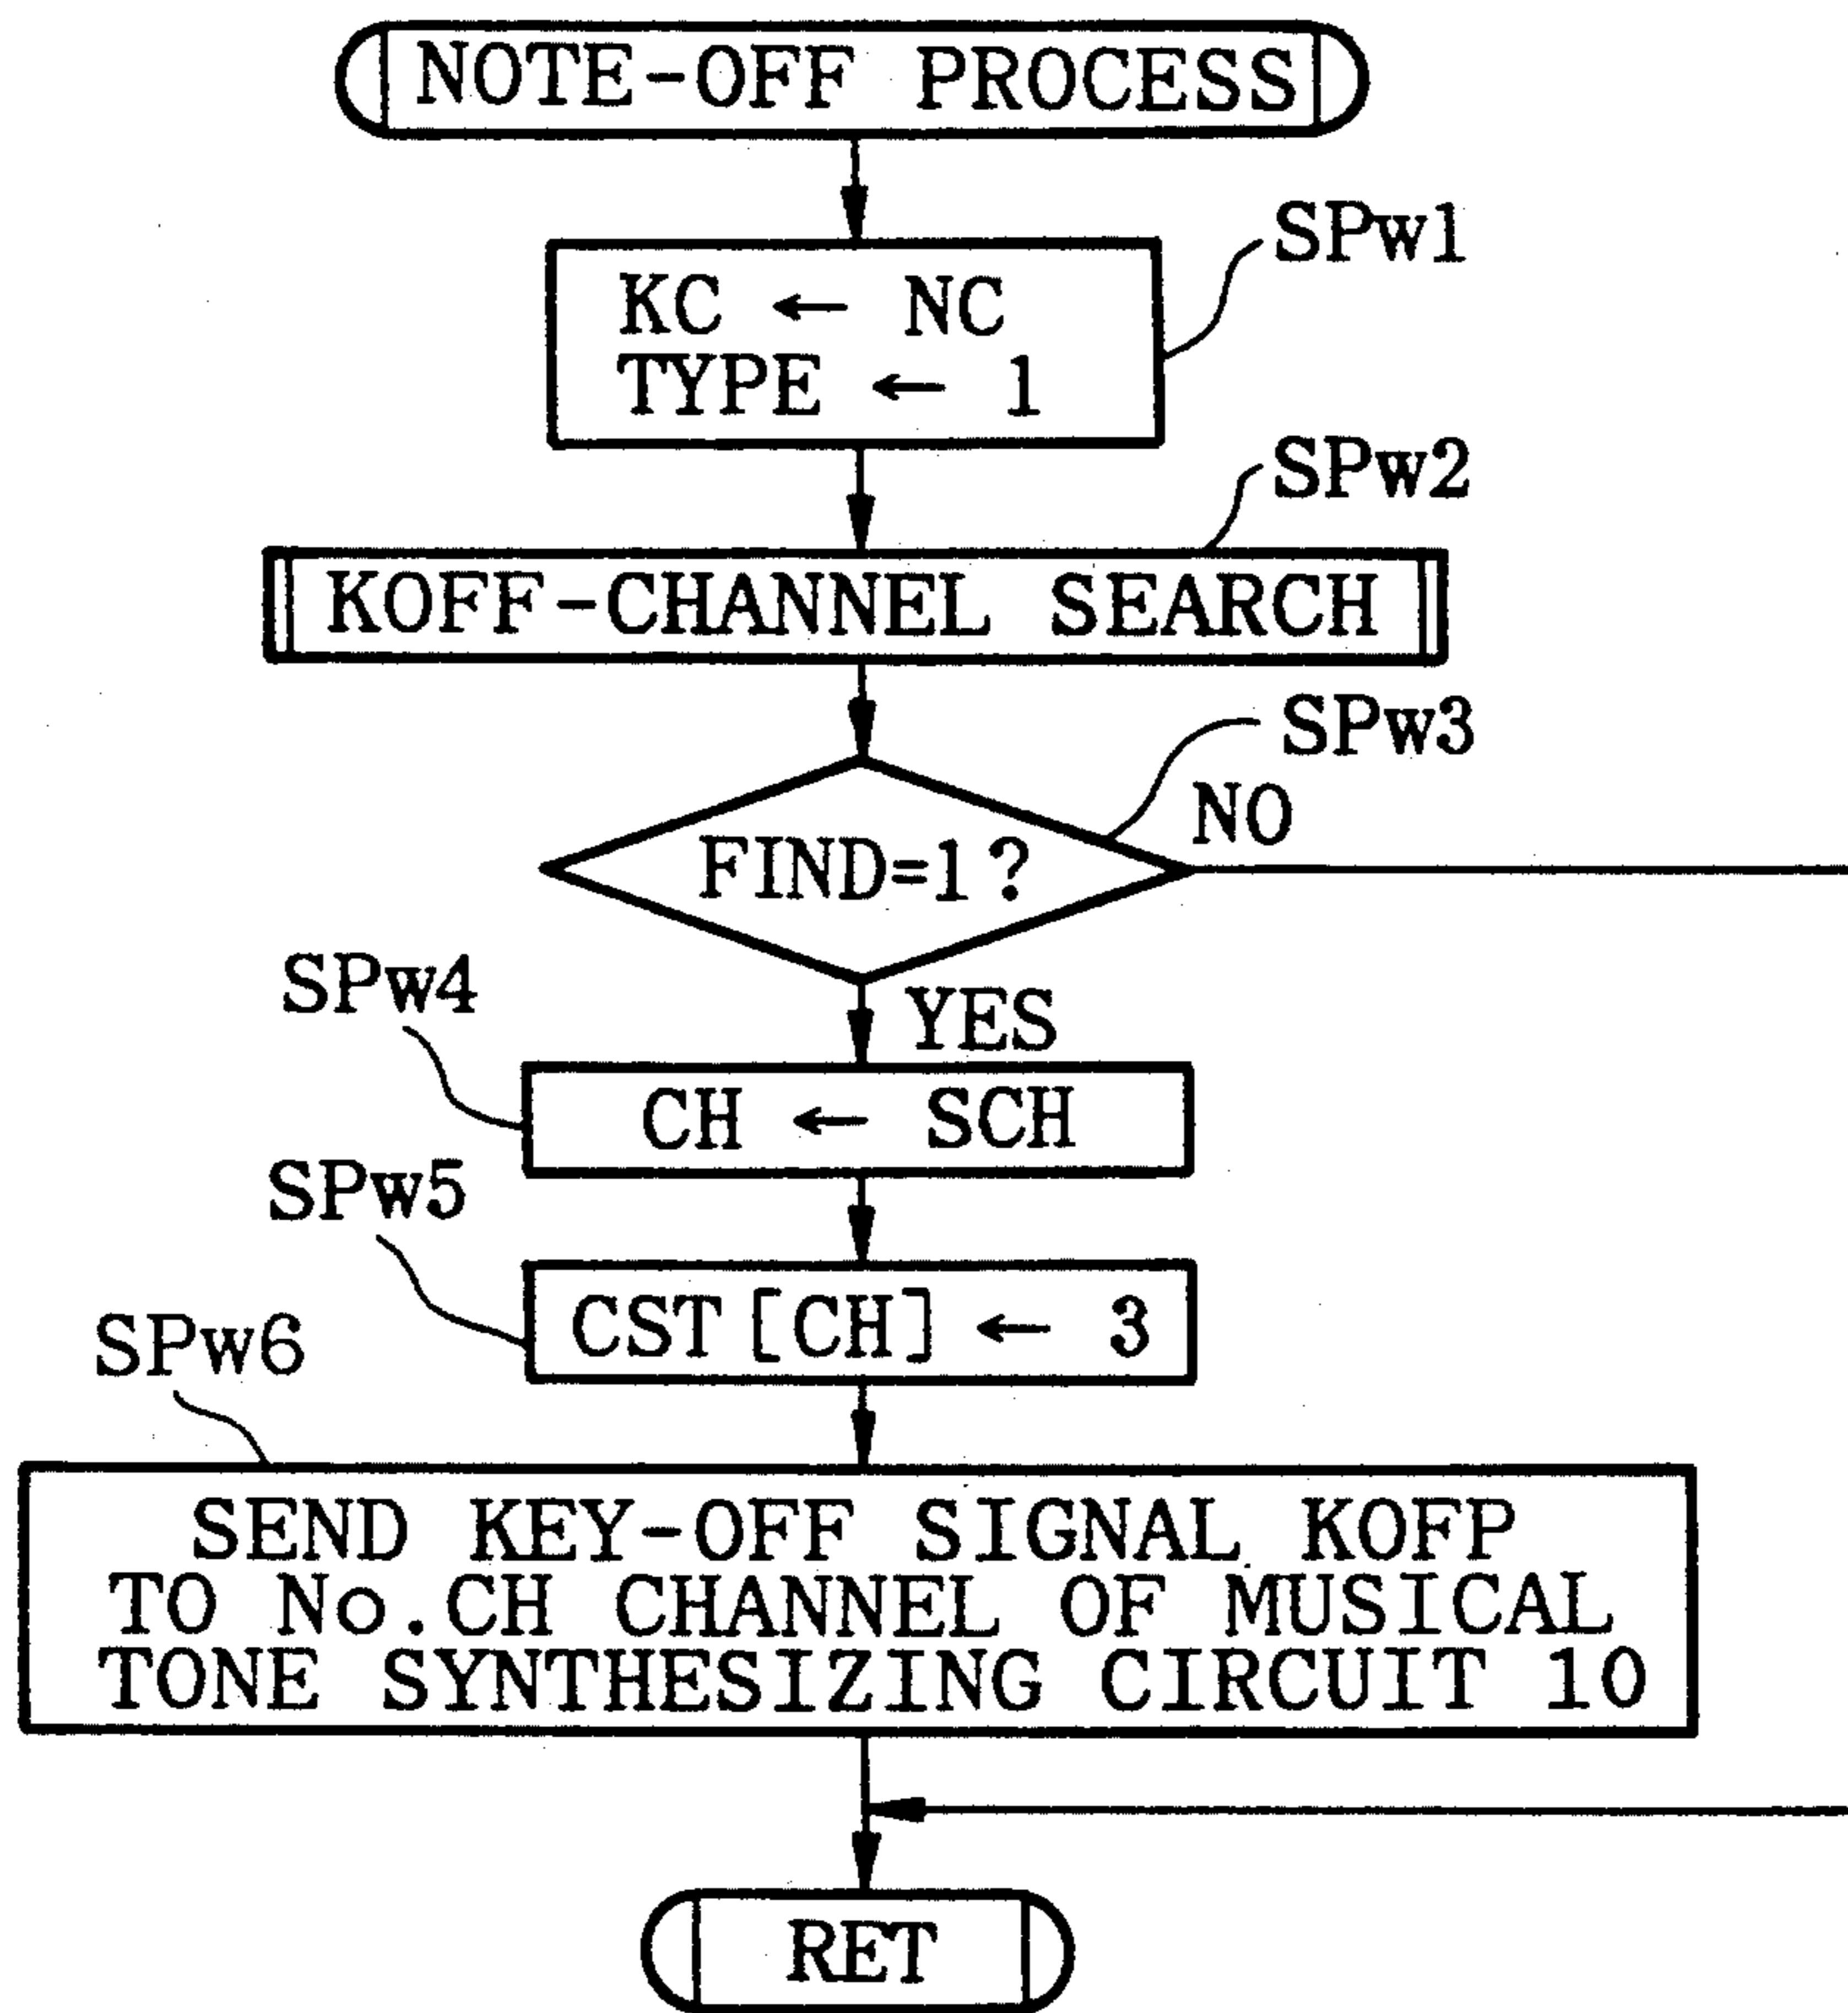 NOTE-OFF PROCESS
SPw1
KC ← NC
TYPE ← 1
SPw2
KOFF-CHANNEL SEARCH
SPw3
NO
FIND=1?
YES
SPw4
CH ← SCH
SPw5
CST[CH] ← 3
SPw6
SEND KEY-OFF SIGNAL KOFP
TO No.CH CHANNEL OF MUSICAL
TONE SYNTHESIZING CIRCUIT 10
RET